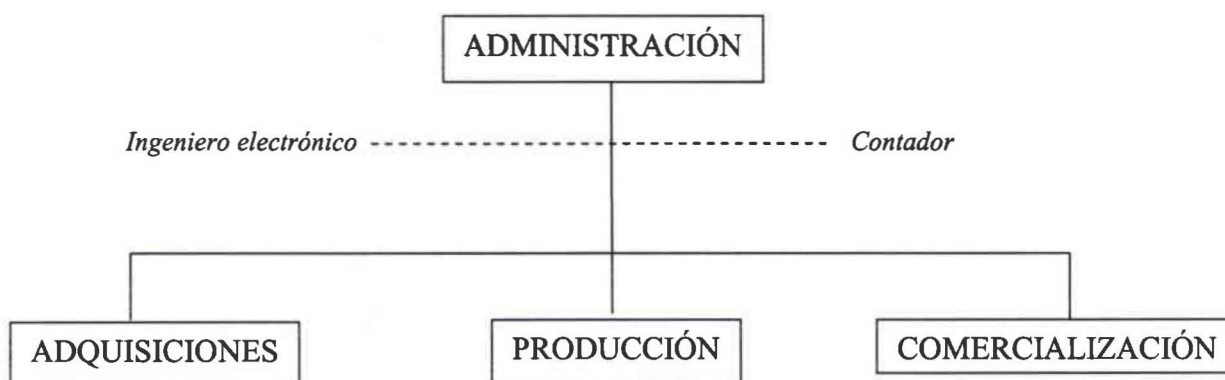 ADMINISTRACIÓN
Ingeniero electrónico
Contador
ADQUISICIONES
PRODUCCIÓN
COMERCIALIZACIÓN